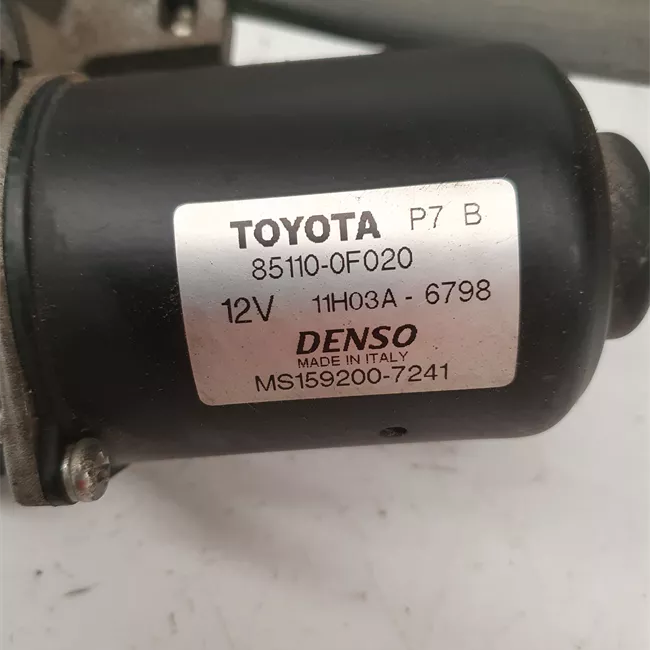 TOYOTA P7 B
85110-0F020
12V 11H03A - 6798
DENSO
MADE IN ITALY
MS159200-7241